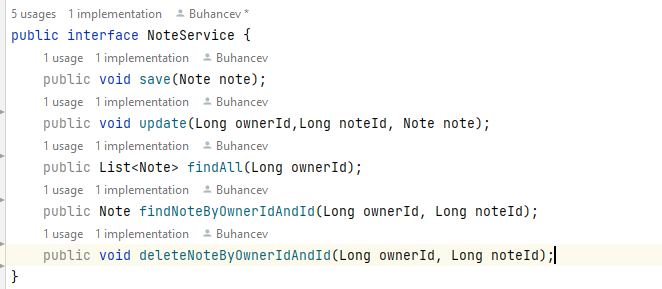 5 usages 1 implementation Buhancev *
public interface NoteService {
1 usage 1 implementation Buhancev
public void save(Note note);
1 usage 1 implementation Buhancev
public void update(Long ownerId,Long noteId, Note note);
1 usage 1 implementation Buhancev
public List<Note> findAll(Long ownerId);
1 usage 1 implementation Buhancev
public Note findNoteByOwnerIdAndId(Long ownerId, Long noteId);
1 usage 1 implementation Buhancev
public void deleteNoteByOwnerIdAndId(Long ownerId, Long noteId);
}